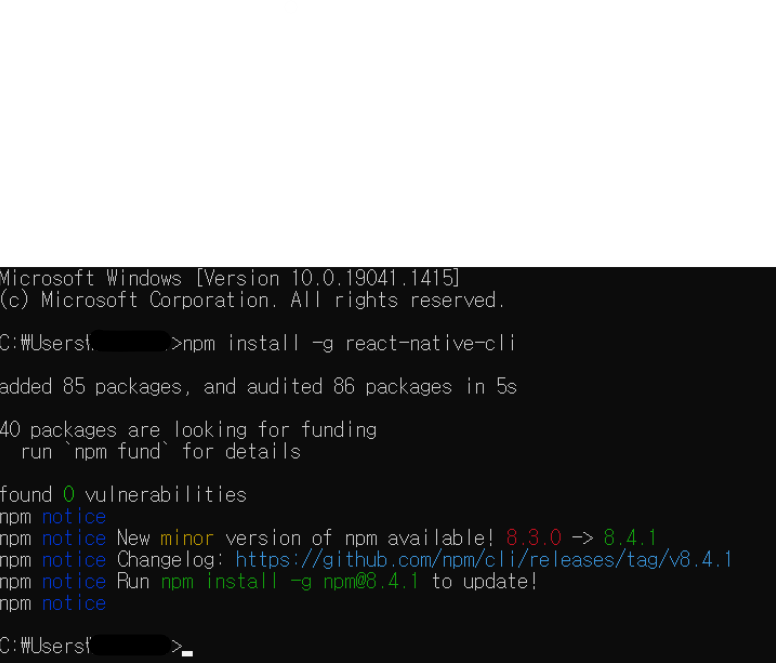 Microsoft Windows [Version 10.0.19041.1415]
(c) Microsoft Corporation. All rights reserved.
C:₩Users₩ >npm install -g react-native-cli
added 85 packages, and audited 86 packages in 5s
40 packages are looking for funding
run `npm fund` for details
found 0 vulnerabilities
npm notice
npm notice New minor version of npm available! 8.3.0 -> 8.4.1
npm notice Changelog: https://github.com/npm/cli/releases/tag/v8.4.1
npm notice Run npm install -g npm@8.4.1 to update!
npm notice
C:₩Users₩ >